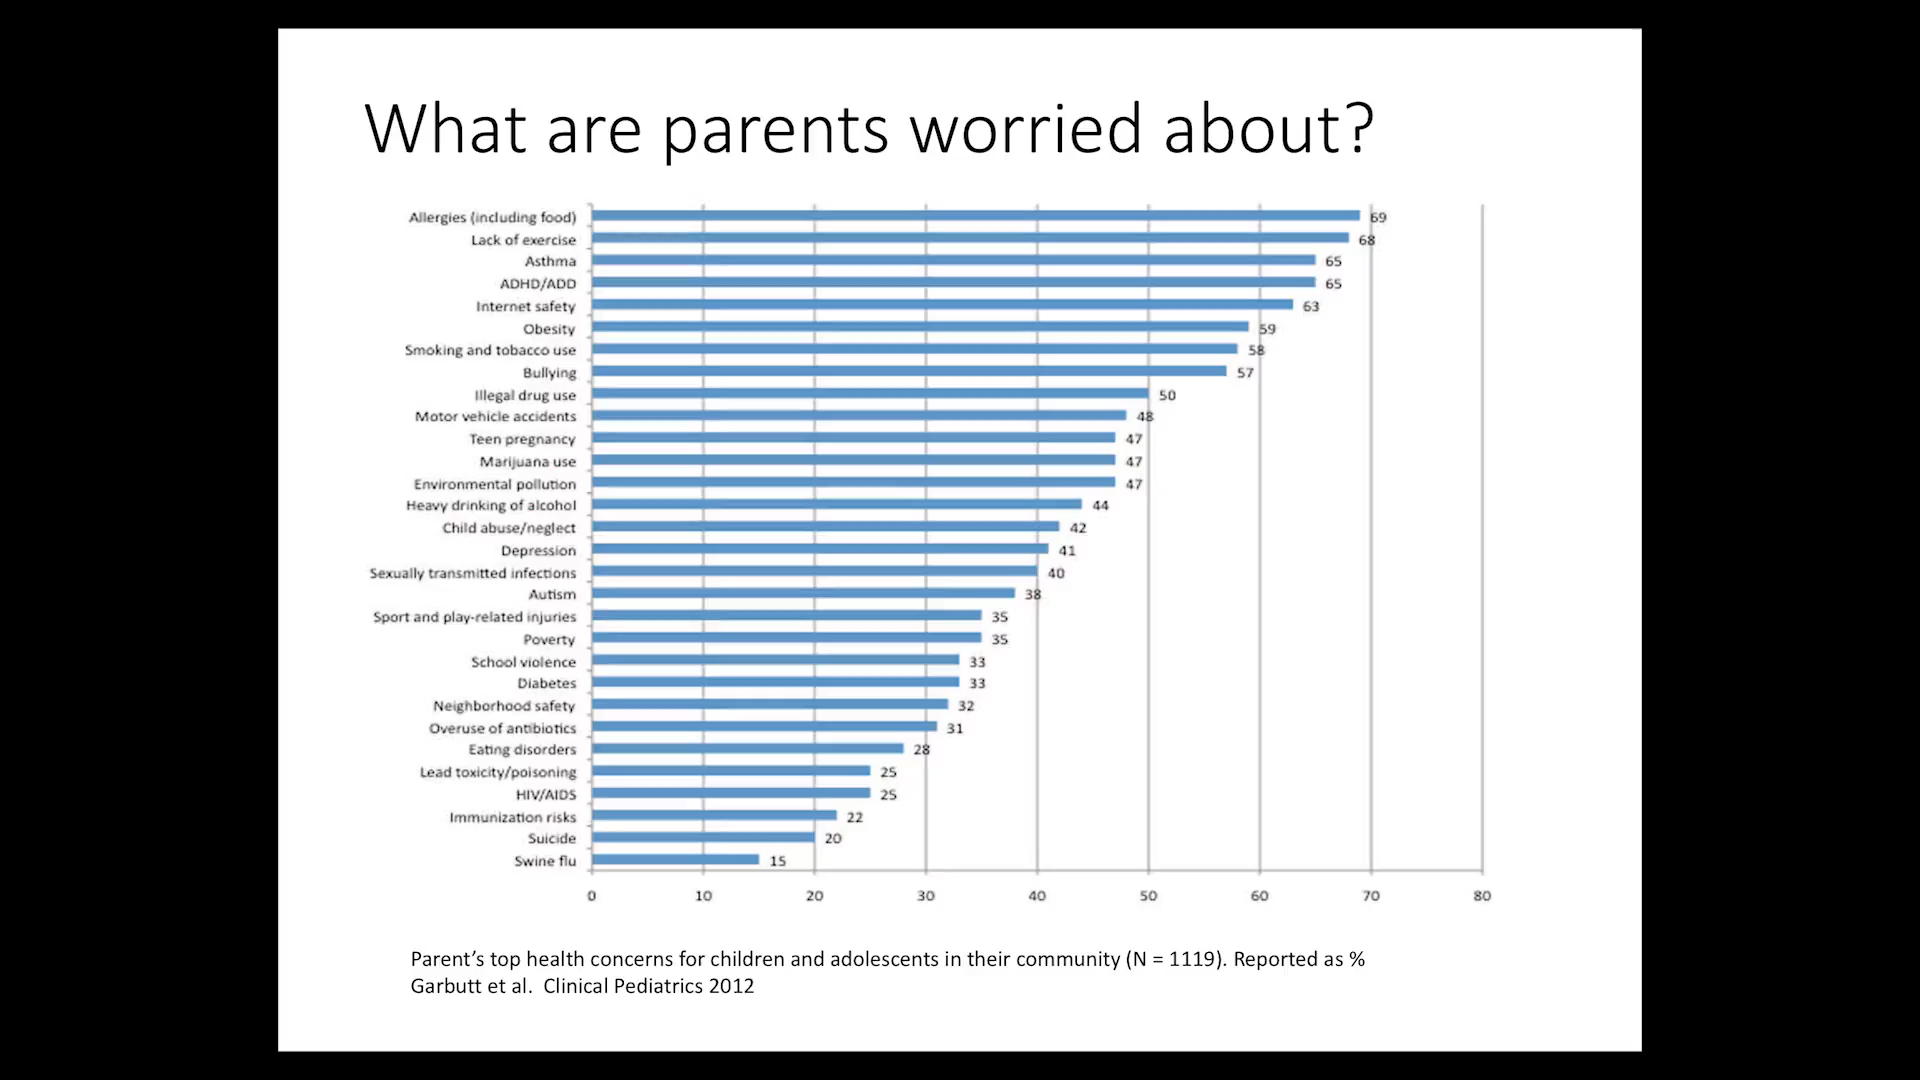 What are parents worried about?
Allergies (including food) 69
Lack of exercise 68
Asthma 65
ADHD/ADD 65
Internet safety 63
Obesity 59
Smoking and tobacco use 58
Bullying 57
Illegal drug use 50
Motor vehicle accidents 48
Teen pregnancy 47
Marijuana use 47
Environmental pollution 47
Heavy drinking of alcohol 44
Child abuse/neglect 42
Depression 41
Sexually transmitted infections 40
Autism 38
Sport and play-related injuries 35
Poverty 35
School violence 33
Diabetes 33
Neighborhood safety 32
Overuse of antibiotics 31
Eating disorders 28
Lead toxicity/poisoning 25
HIV/AIDS 25
Immunization risks 22
Suicide 20
Swine flu 15
0 10 20 30 40 50 60 70 80
Parent’s top health concerns for children and adolescents in their community (N = 1119). Reported as %
Garbutt et al.  Clinical Pediatrics 2012